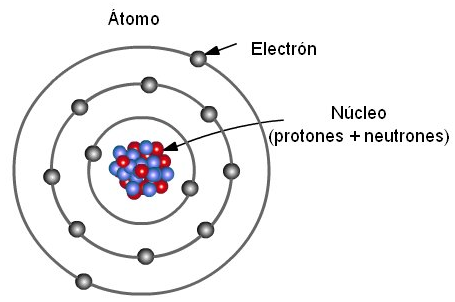 Átomo
Electrón
Núcleo
(protones + neutrones)